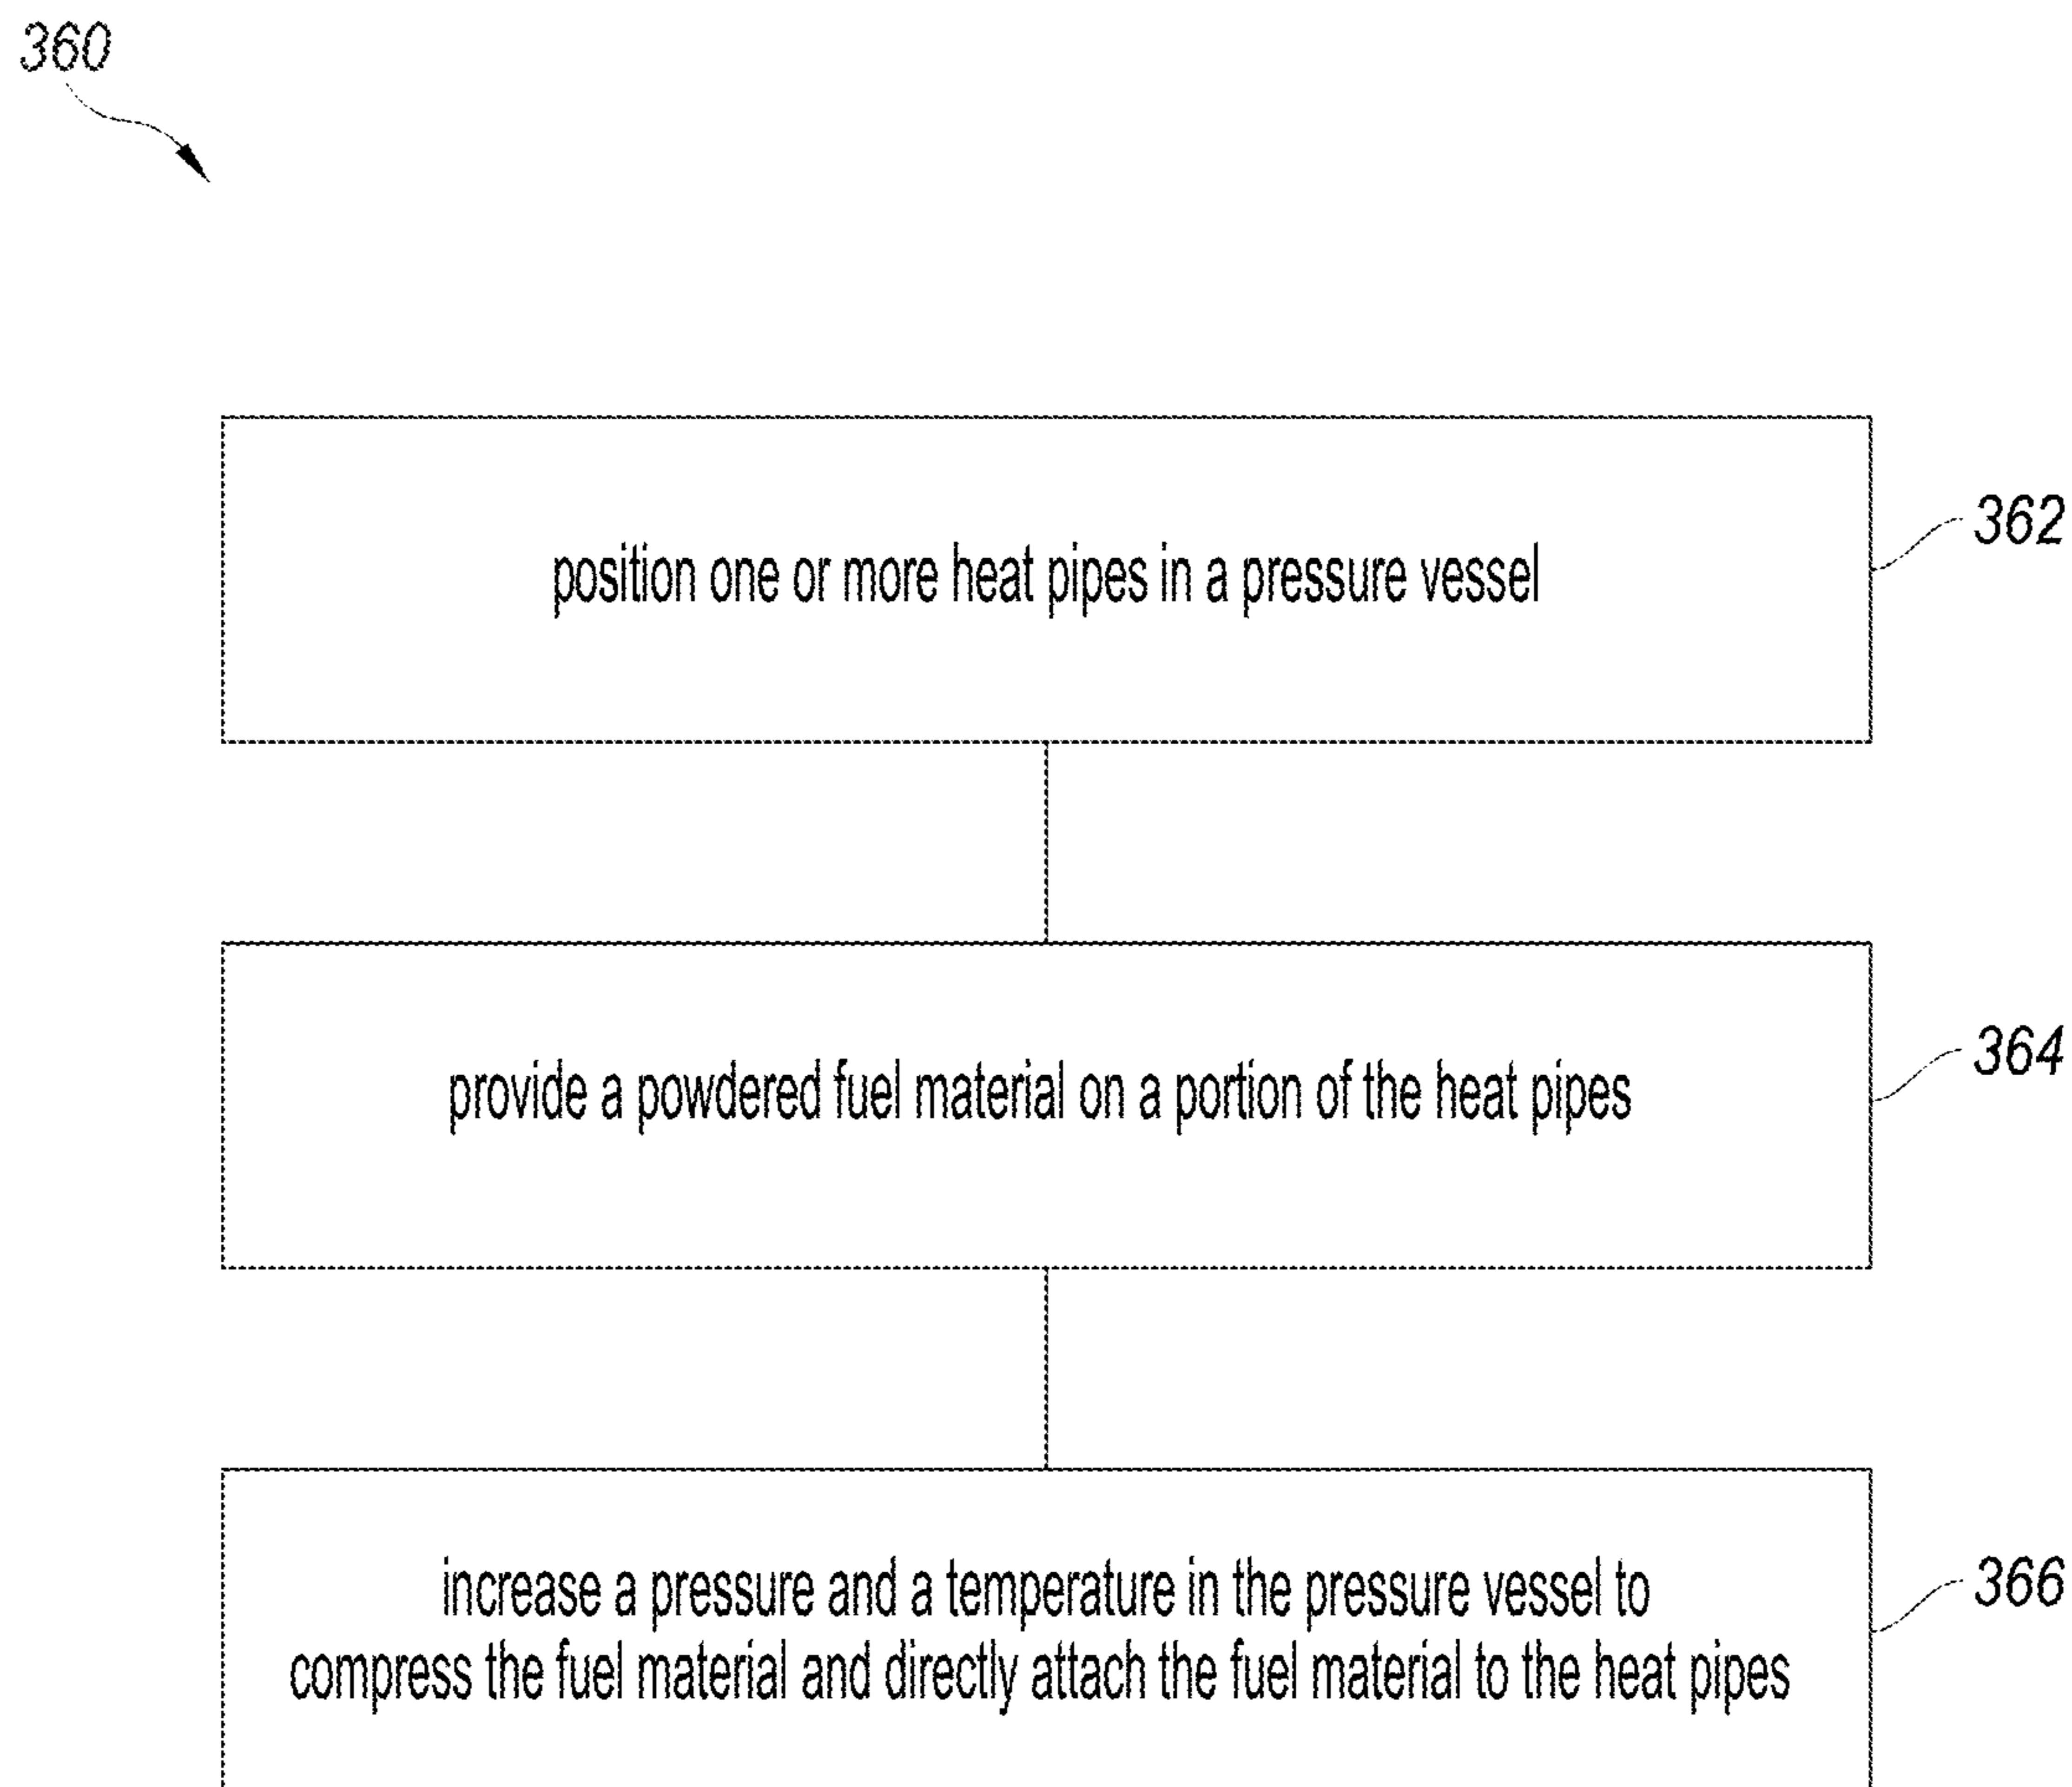 360
position one or more heat pipes in a pressure vessel
362
provide a powdered fuel material on a portion of the heat pipes
364
increase a pressure and a temperature in the pressure vessel to
compress the fuel material and directly attach the fuel material to the heat pipes
366